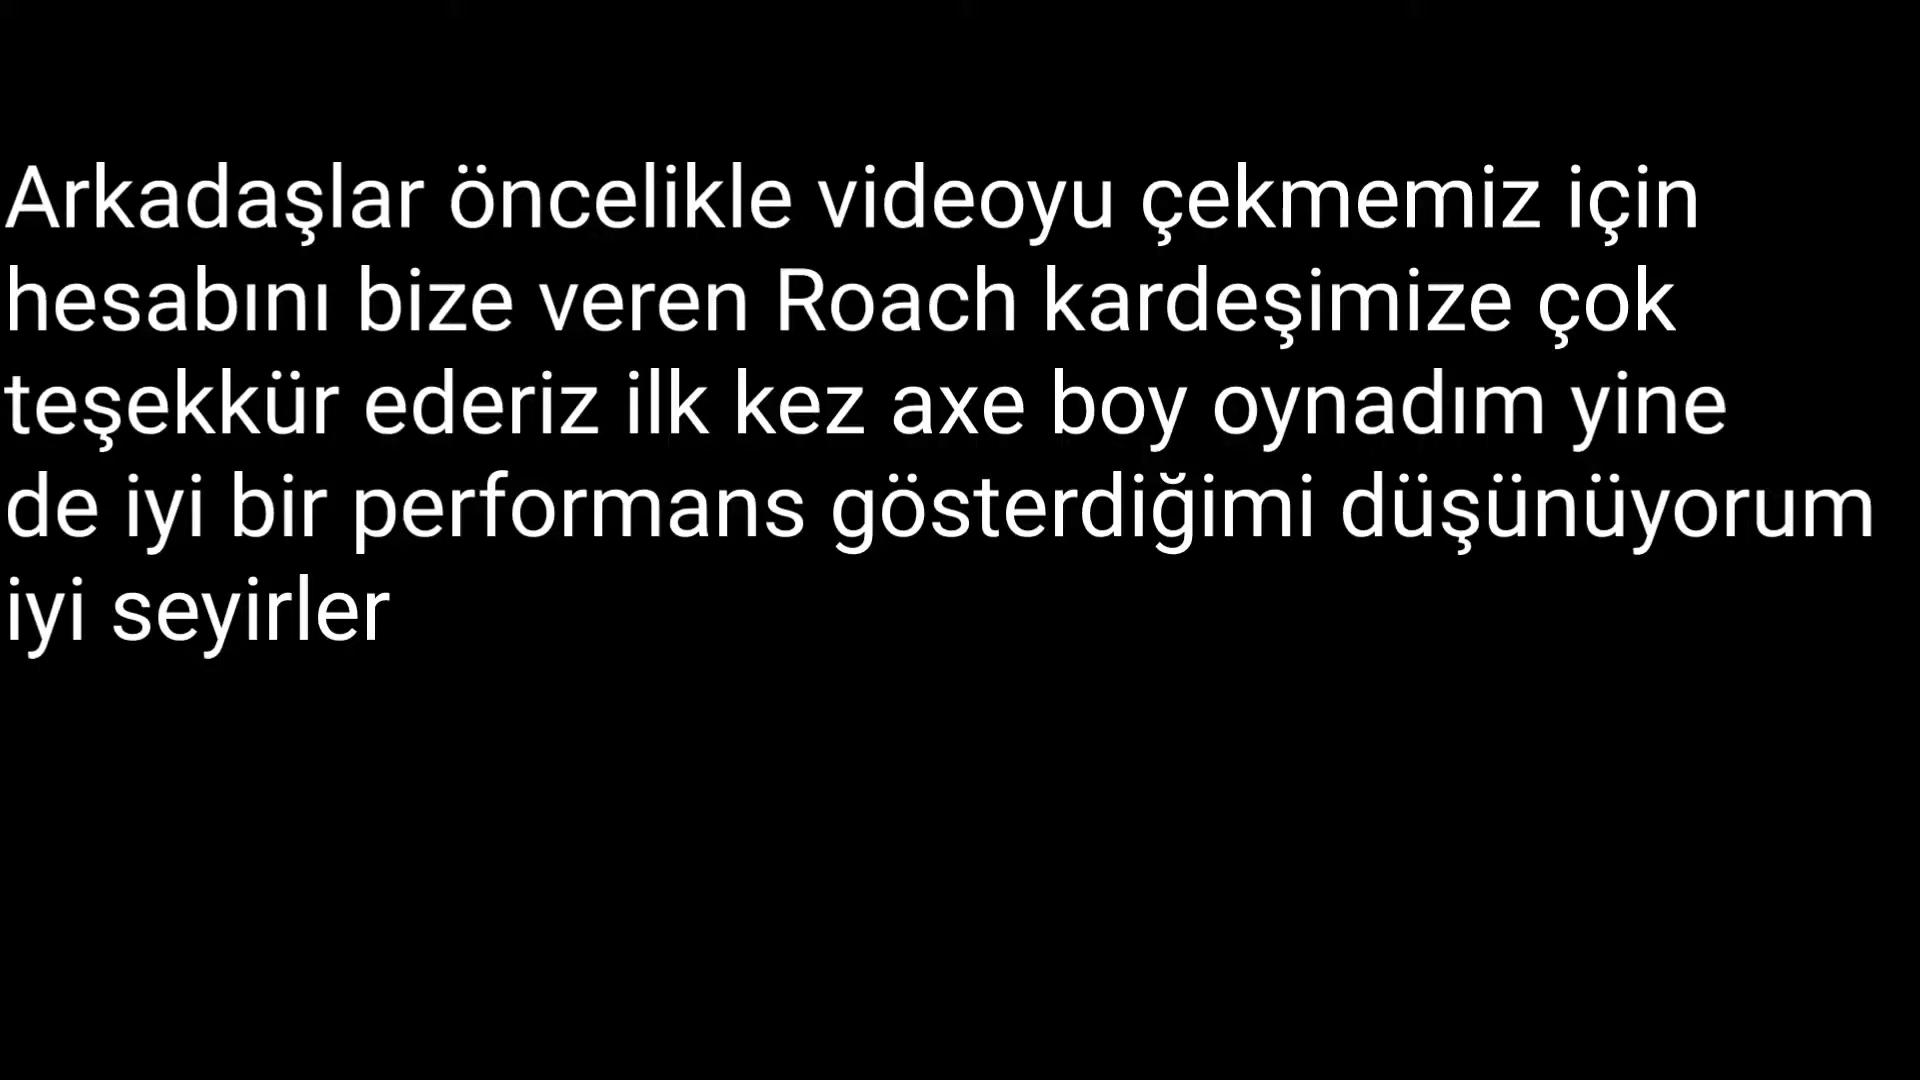 Arkadaşlar öncelikle videoyu çekmemiz için
hesabını bize veren Roach kardeşimize çok
teşekkür ederiz ilk kez axe boy oynadım yine
de iyi bir performans gösterdiğimi düşünüyorum
iyi seyirler